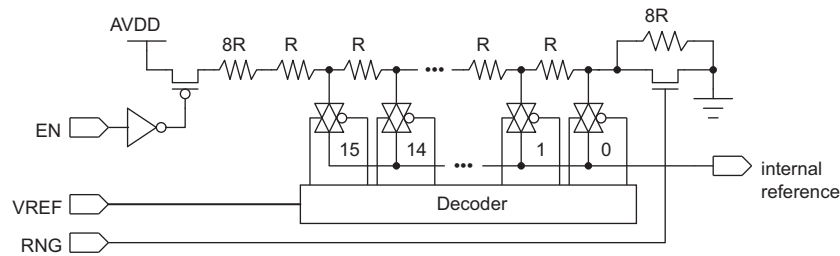 AVDD
8R
R
R
R
R
8R
•••
EN
15
14
1
0
•••
internal
reference
VREF
Decoder
RNG